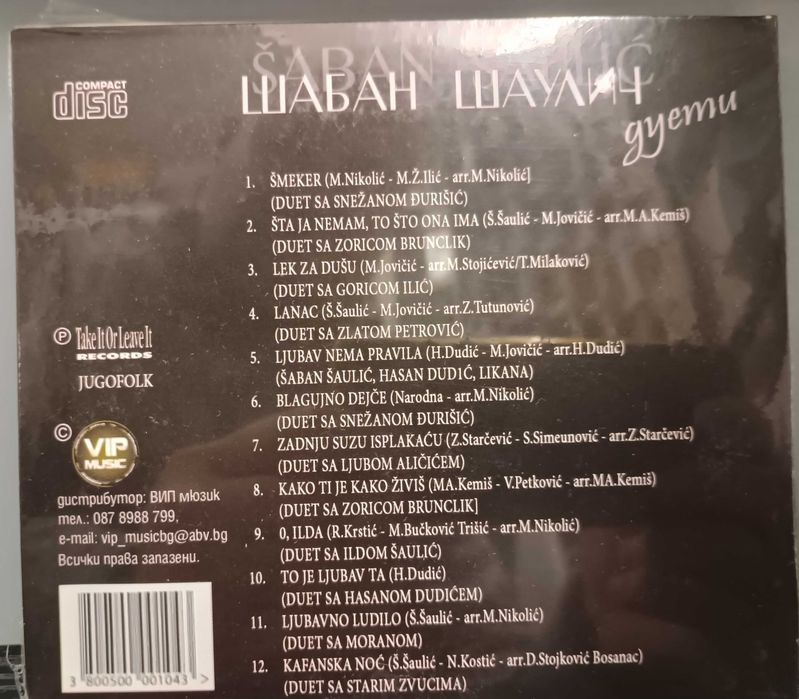 COMPACT
disc
ŠABAN ŠAULIĆ
ШАБАН ШАУЛИЧ
дуети
1. ŠMEKER (M.Nikolić - M.Ž.Ilić - arr.M.Nikolić]
(DUET SA SNEŽANOM ĐURIŠIĆ)
2. ŠTA JA NEMAM, TO ŠTO ONA IMA (Š.Šaulić - M.Jovičić - arr.M.A.Kemiš)
(DUET SA ZORICOM BRUNCLIK)
3. LEK ZA DUŠU (M.Jovičić - arr.M.Stojićević/T.Milaković)
(DUET SA GORICOM ILIĆ)
4. LANAC (Š.Šaulić - M.Jovičić - arr.Z.Tutunović)
(DUET SA ZLATOM PETROVIĆ)
5. LJUBAV NEMA PRAVILA (H.Dudić - M.Jovičić - arr.H.Dudić)
(ŠABAN ŠAULIĆ, HASAN DUD1Ć, LIKANA)
6. BLAGUJNO DEJČE (Narodna - arr.M.Nikolić)
(DUET SA SNEŽANOM ĐURIŠIĆ)
7. ZADNJU SUZU ISPLAKAĆU (Z.Starčević - S.Simeunović - arr.Z.Starčević)
(DUET SA LJUBOM ALIČIĆEM)
8. KAKO TI JE KAKO ŽIVIŠ (MA.Kemiš - V.Petković - arr.MA.Kemiš)
(DUET SA ZORICOM BRUNCLIK]
9. 0, ILDA (R.Krstić - M.Bučković Trišić - arr.M.Nikolić)
(DUET SA ILDOM ŠAULIĆ)
10. TO JE LJUBAV TA (H.Dudić)
(DUET SA HASANOM DUDIĆEM)
11. LJUBAVNO LUDILO (Š.Šaulić - arr.M.Nikolić)
(DUET SA MORANOM)
12. KAFANSKA NOĆ (Š.Šaulić - N.Kostić - arr.D.Stojković Bosanac)
(DUET SA STARIM ZVUCIMA)
℗ Take It Or Leave It
RECORDS
JUGOFOLK
©
VIP
MUSIC
дистрибутор: ВИП мюзик
тел.: 087 8988 799,
e-mail: vip_musicbg@abv.bg
Всички права запазени.
3 800500 001043 >